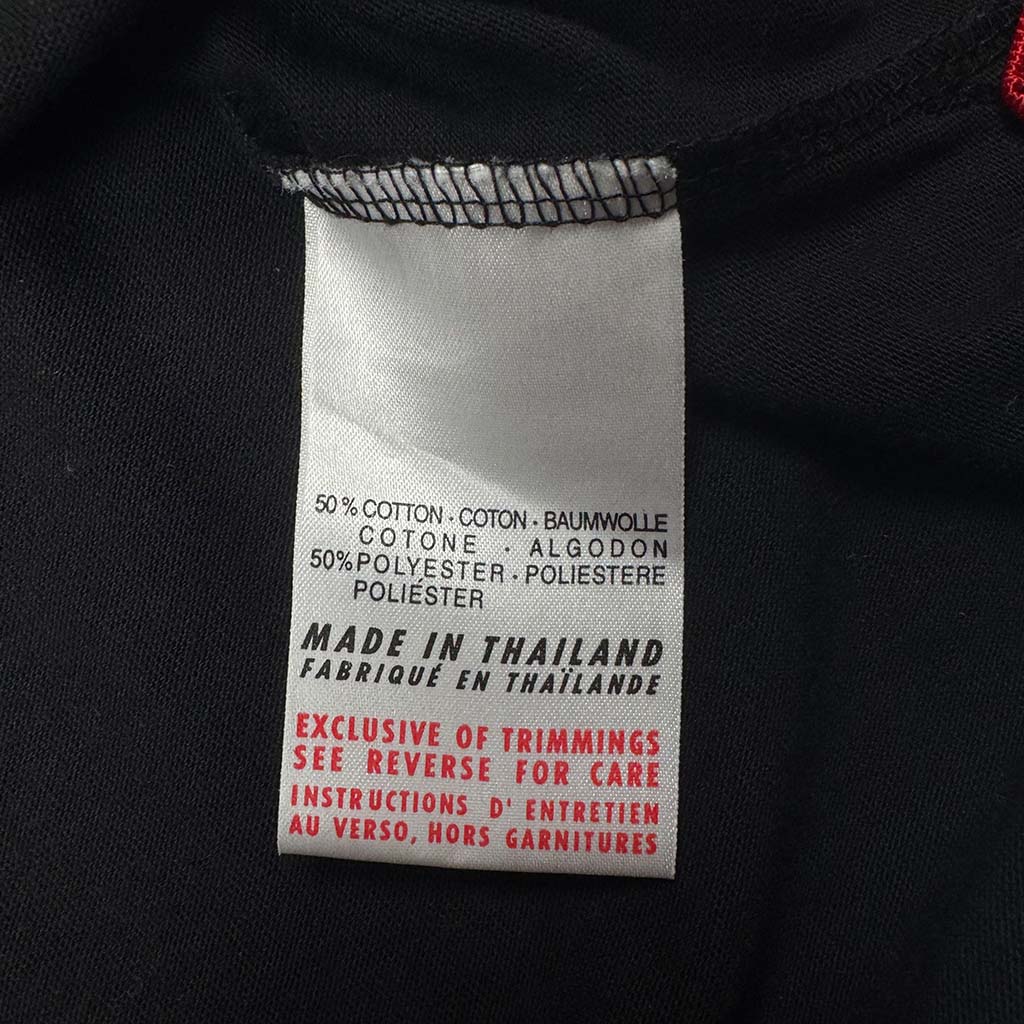 50% COTTON · COTON · BAUMWOLLE
COTONE · ALGODON
50% POLYESTER · POLIESTERE
POLIÉSTER
MADE IN THAILAND
FABRIQUÉ EN THAÏLANDE
EXCLUSIVE OF TRIMMINGS
SEE REVERSE FOR CARE
INSTRUCTIONS D' ENTRETIEN
AU VERSO, HORS GARNITURES